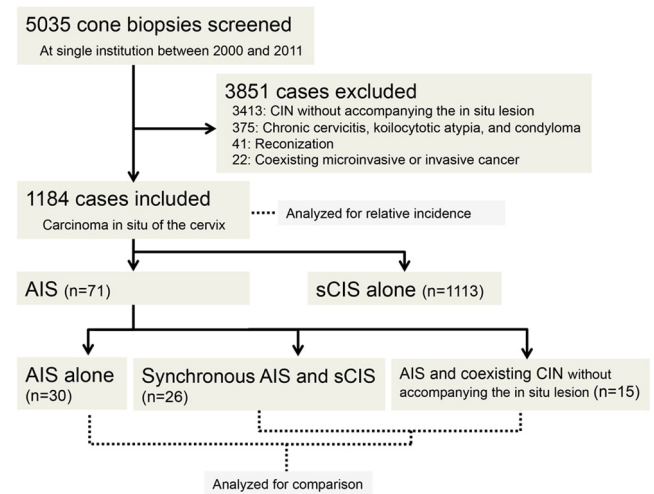 5035 cone biopsies screened
At single institution between 2000 and 2011
3851 cases excluded
3413: CIN without accompanying the in situ lesion
375: Chronic cervicitis, koilocytotic atypia, and condyloma
41: Reconization
22: Coexisting microinvasive or invasive cancer
1184 cases included
Carcinoma in situ of the cervix
Analyzed for relative incidence
AIS (n=71)
sCIS alone (n=1113)
AIS alone
(n=30)
Synchronous AIS and sCIS
(n=26)
AIS and coexisting CIN without
accompanying the in situ lesion (n=15)
Analyzed for comparison